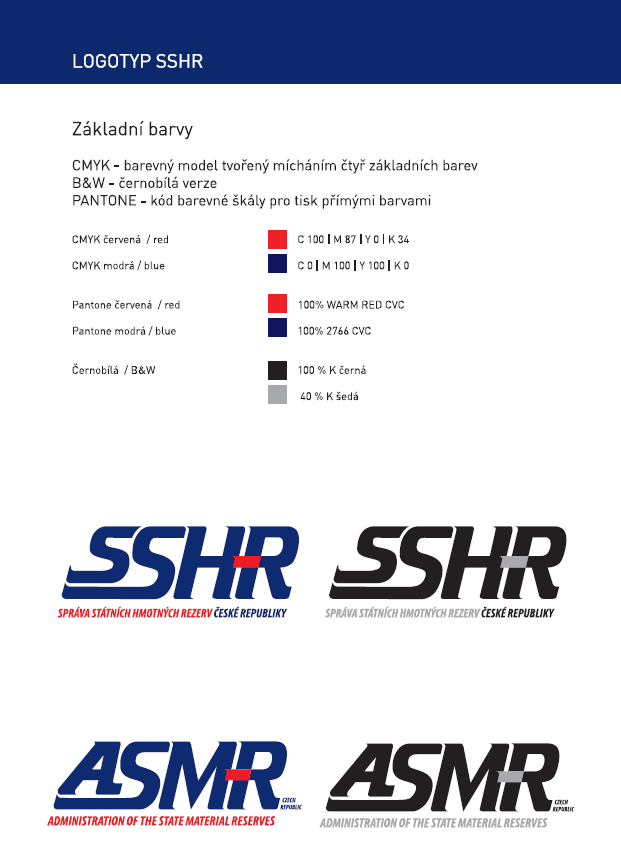 LOGOTYP SSHR
Základní barvy
CMYK - barevný model tvořený mícháním čtyř základních barev
B&W - černobílá verze
PANTONE - kód barevné škály pro tisk přímými barvami
CMYK červená / red C 100 | M 87 | Y 0 | K 34
CMYK modrá / blue C 0 | M 100 | Y 100 | K 0
Pantone červená / red 100% WARM RED CVC
Pantone modrá / blue 100% 2766 CVC
Černobílá / B&W 100 % K černá
40 % K šedá
SSHR
SPRÁVA STÁTNÍCH HMOTNÝCH REZERV ČESKÉ REPUBLIKY
SSHR
SPRÁVA STÁTNÍCH HMOTNÝCH REZERV ČESKÉ REPUBLIKY
ASMR
CZECH
REPUBLIC
ADMINISTRATION OF THE STATE MATERIAL RESERVES
ASMR
CZECH
REPUBLIC
ADMINISTRATION OF THE STATE MATERIAL RESERVES